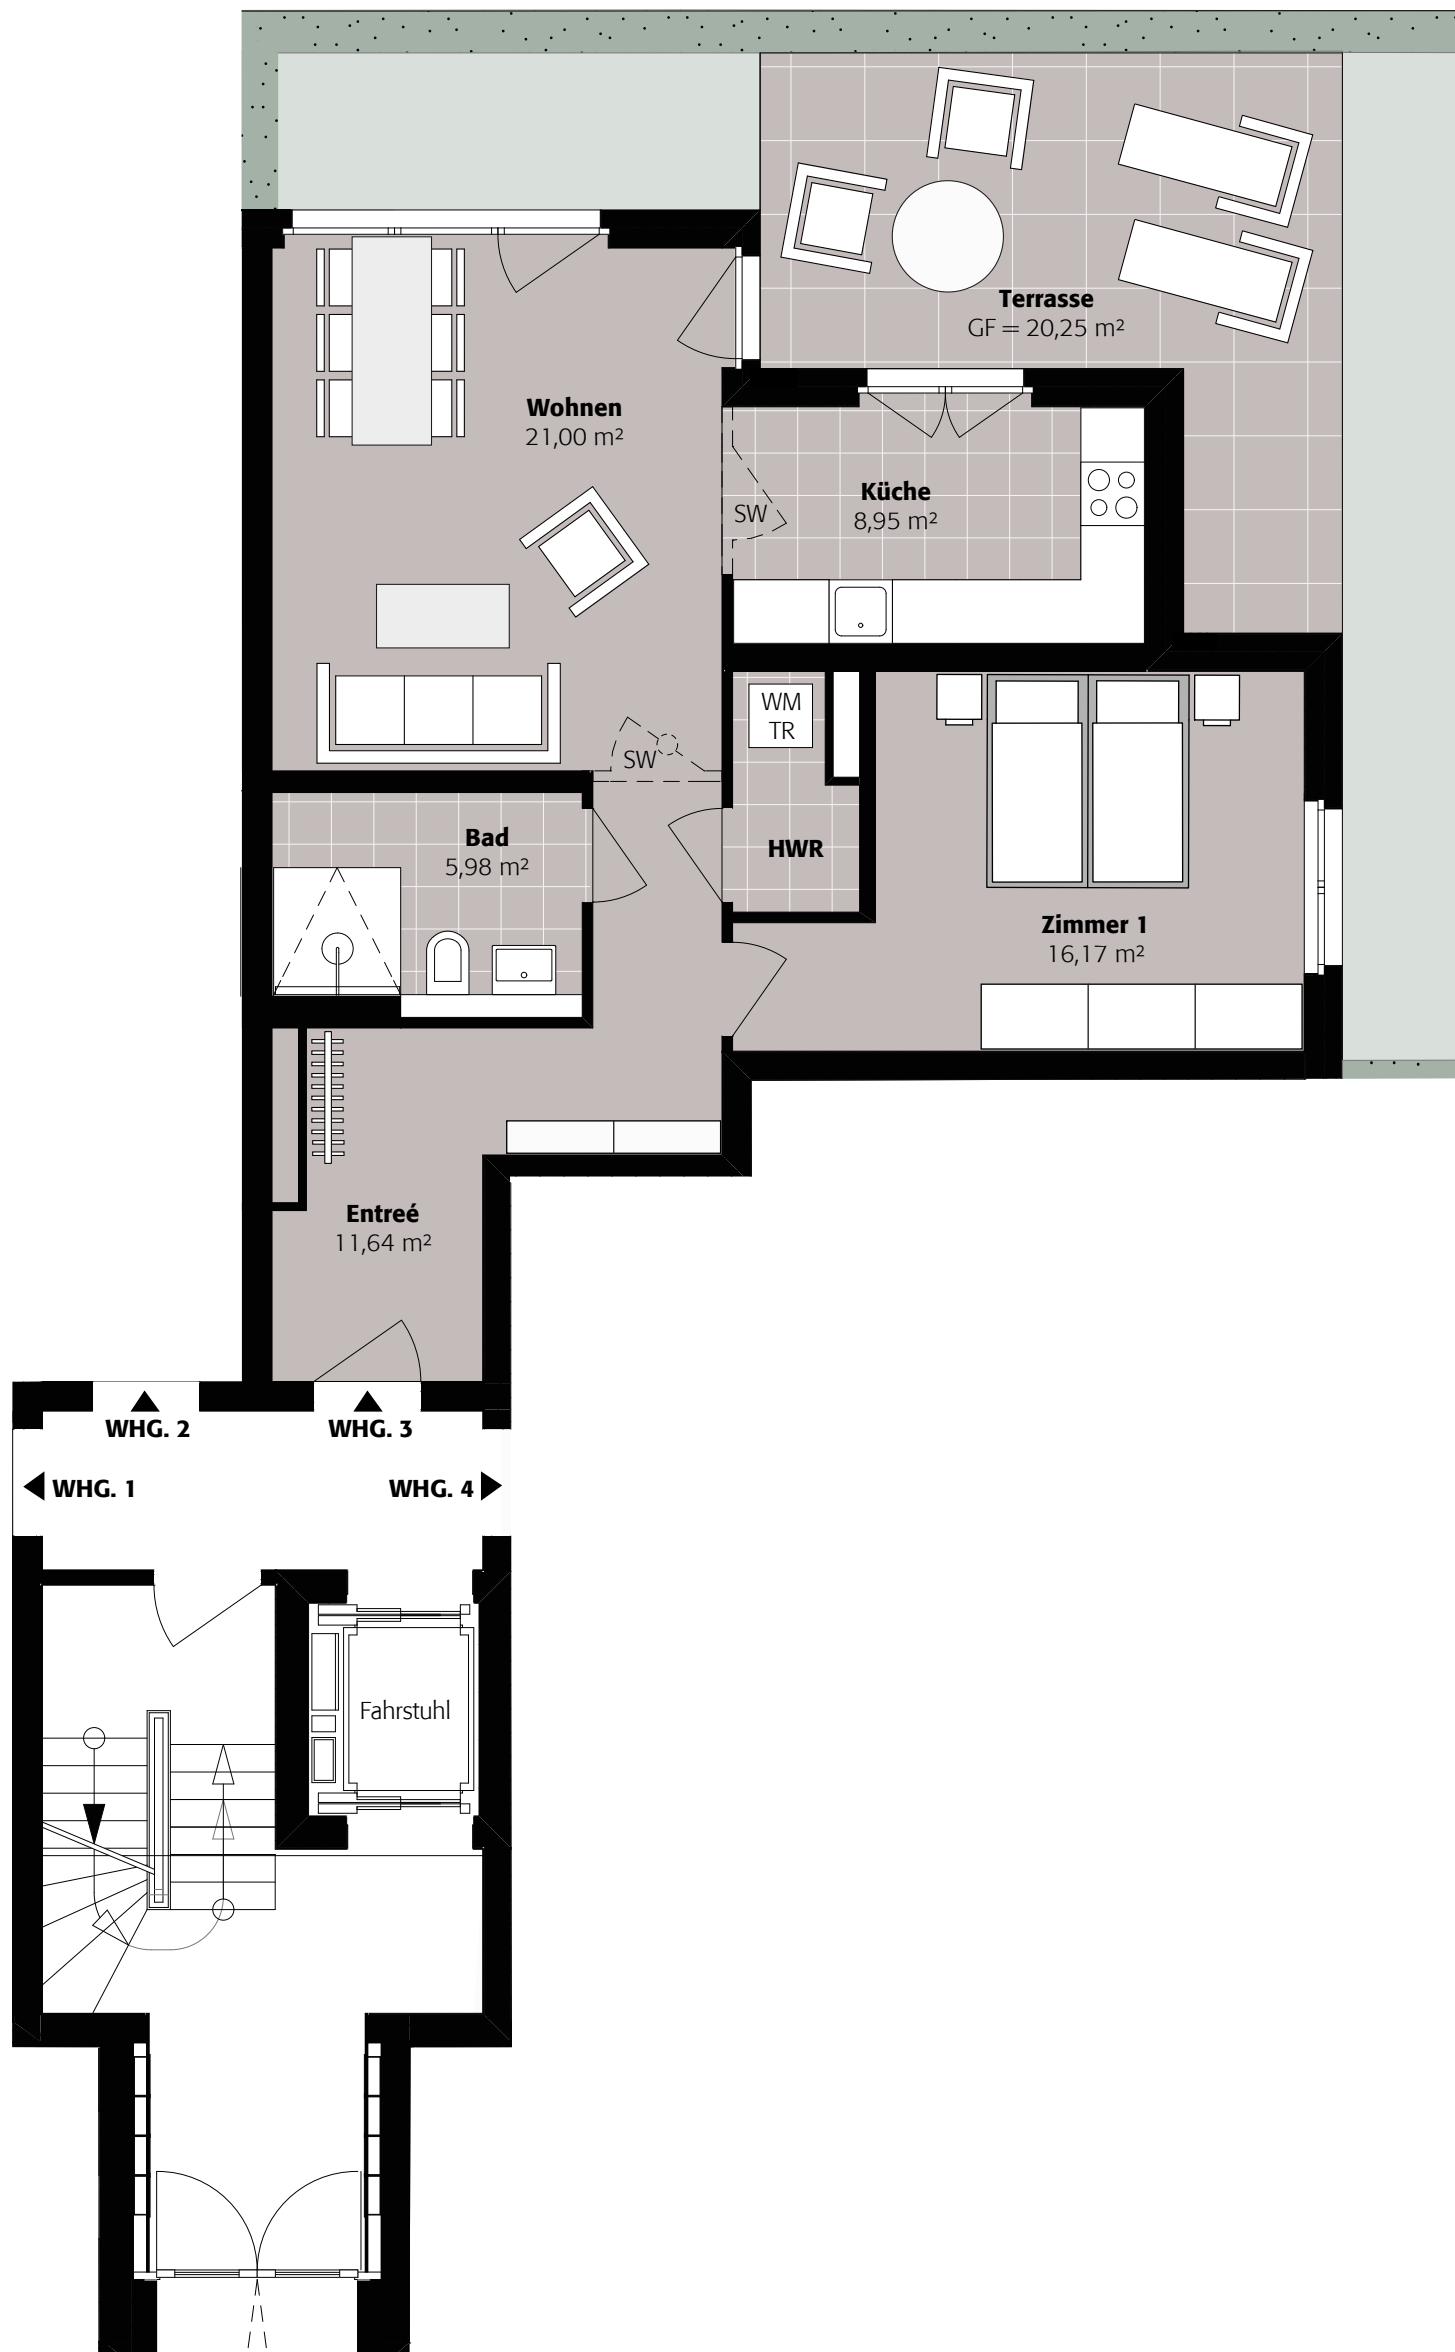 Terrasse
GF = 20,25 m²
Wohnen
21,00 m²
Küche
8,95 m²
SW
WM
TR
SW
Bad
5,98 m²
HWR
Zimmer 1
16,17 m²
Entreé
11,64 m²
WHG. 2
WHG. 3
WHG. 1
WHG. 4
Fahrstuhl